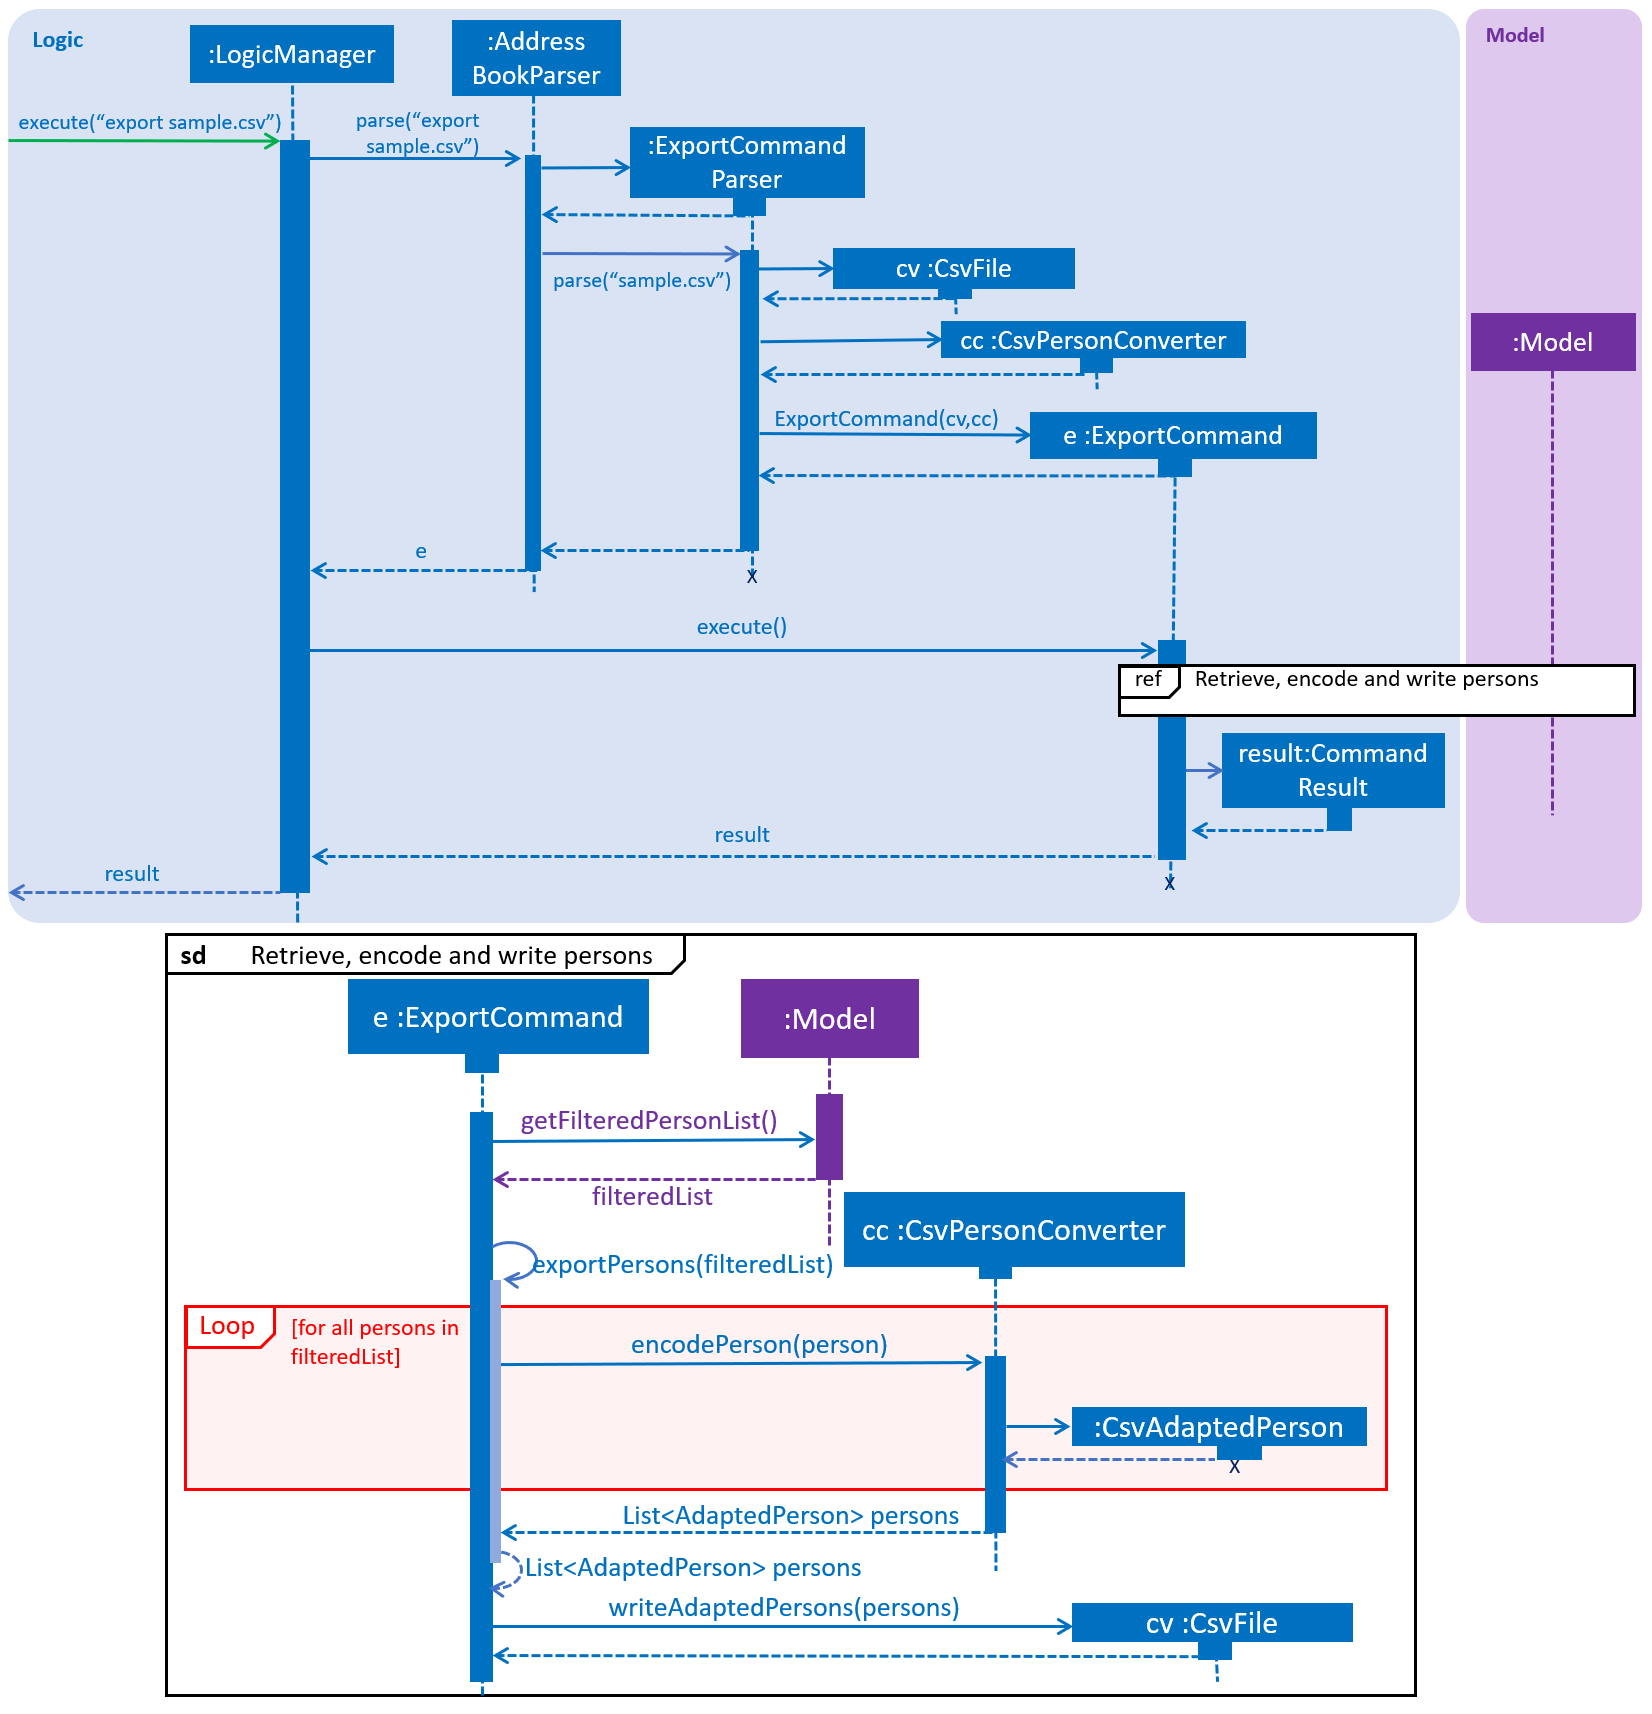 Logic
Model
:LogicManager
:Address
BookParser
execute(“export sample.csv”)
parse(“export
sample.csv”)
:ExportCommand
Parser
parse(“sample.csv”)
cv :CsvFile
cc :CsvPersonConverter
:Model
ExportCommand(cv,cc)
e :ExportCommand
e
X
execute()
ref
Retrieve, encode and write persons
result:Command
Result
result
result
X
sd
Retrieve, encode and write persons
e :ExportCommand
:Model
getFilteredPersonList()
filteredList
cc :CsvPersonConverter
exportPersons(filteredList)
Loop
[for all persons in
filteredList]
encodePerson(person)
:CsvAdaptedPerson
X
List<AdaptedPerson> persons
List<AdaptedPerson> persons
writeAdaptedPersons(persons)
cv :CsvFile